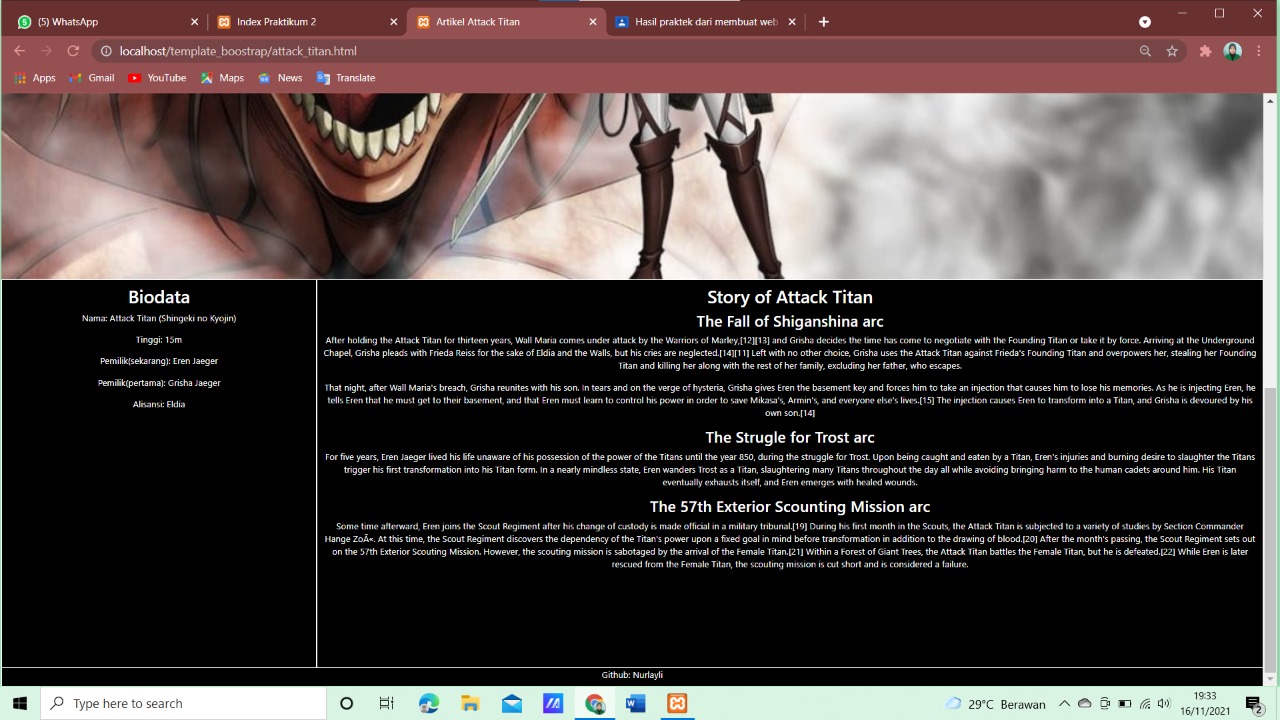 (5) WhatsApp
Index Praktikum 2
Artikel Attack Titan
Hasil praktek dari membuat web
localhost/template_boostrap/attack_titan.html
Apps
Gmail
YouTube
Maps
News
Translate
Biodata
Nama: Attack Titan (Shingeki no Kyojin)
Tinggi: 15m
Pemilik(sekarang): Eren Jaeger
Pemilik(pertama): Grisha Jaeger
Alisansi: Eldia
Story of Attack Titan
The Fall of Shiganshina arc
After holding the Attack Titan for thirteen years, Wall Maria comes under attack by the Warriors of Marley,[12][13] and Grisha decides the time has come to negotiate with the Founding Titan or take it by force. Arriving at the Underground
Chapel, Grisha pleads with Frieda Reiss for the sake of Eldia and the Walls, but his cries are neglected.[14][11] Left with no other choice, Grisha uses the Attack Titan against Frieda's Founding Titan and overpowers her, stealing her Founding
Titan and killing her along with the rest of her family, excluding her father, who escapes.
That night, after Wall Maria's breach, Grisha reunites with his son. In tears and on the verge of hysteria, Grisha gives Eren the basement key and forces him to take an injection that causes him to lose his memories. As he is injecting Eren, he
tells Eren that he must get to their basement, and that Eren must learn to control his power in order to save Mikasa's, Armin's, and everyone else's lives.[15] The injection causes Eren to transform into a Titan, and Grisha is devoured by his
own son.[14]
The Strugle for Trost arc
For five years, Eren Jaeger lived his life unaware of his possession of the power of the Titans until the year 850, during the struggle for Trost. Upon being caught and eaten by a Titan, Eren's injuries and burning desire to slaughter the Titans
trigger his first transformation into his Titan form. In a nearly mindless state, Eren wanders Trost as a Titan, slaughtering many Titans throughout the day all while avoiding bringing harm to the human cadets around him. His Titan
eventually exhausts itself, and Eren emerges with healed wounds.
The 57th Exterior Scounting Mission arc
Some time afterward, Eren joins the Scout Regiment after his change of custody is made official in a military tribunal.[19] During his first month in the Scouts, the Attack Titan is subjected to a variety of studies by Section Commander
Hange ZoÃ«. At this time, the Scout Regiment discovers the dependency of the Titan's power upon a fixed goal in mind before transformation in addition to the drawing of blood.[20] After the month's passing, the Scout Regiment sets out
on the 57th Exterior Scouting Mission. However, the scouting mission is sabotaged by the arrival of the Female Titan.[21] Within a Forest of Giant Trees, the Attack Titan battles the Female Titan, but he is defeated.[22] While Eren is later
rescued from the Female Titan, the scouting mission is cut short and is considered a failure.
Github: Nurlayli
Type here to search
29°C Berawan
19:33
16/11/2021
2